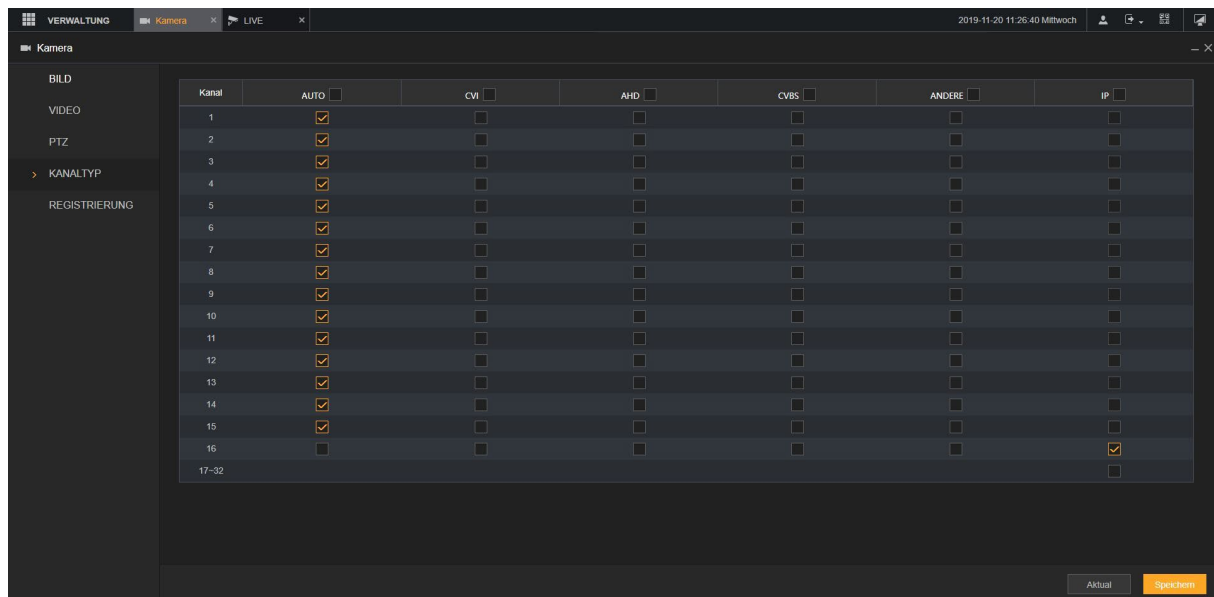 VERWALTUNG Kamera × LIVE × 2019-11-20 11:26:40 Mittwoch
Kamera
BILD
VIDEO
PTZ
> KANALTYP
REGISTRIERUNG
Kanal AUTO CVI AHD CVBS ANDERE IP
1
2
3
4
5
6
7
8
9
10
11
12
13
14
15
16
17~32
Aktual Speichern